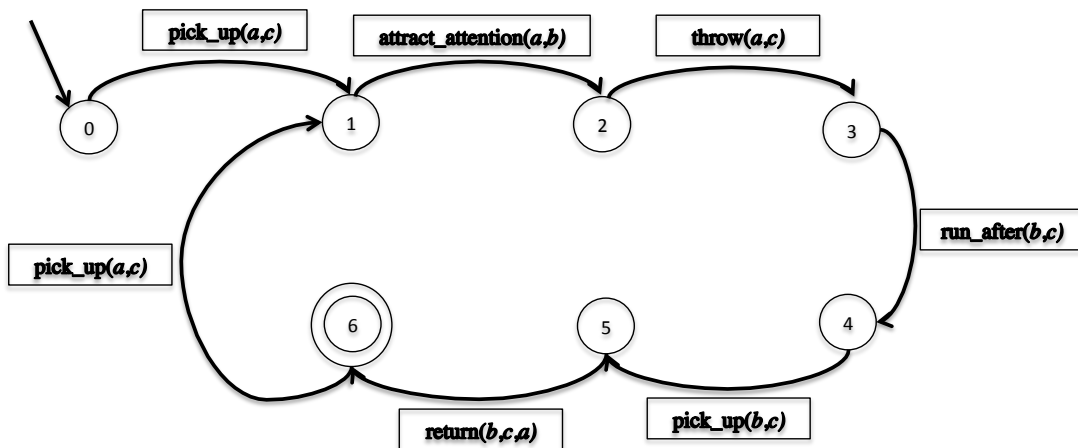 pick_up(a,c)
attract_attention(a,b)
throw(a,c)
0
1
2
3
run_after(b,c)
pick_up(a,c)
6
5
4
return(b,c,a)
pick_up(b,c)